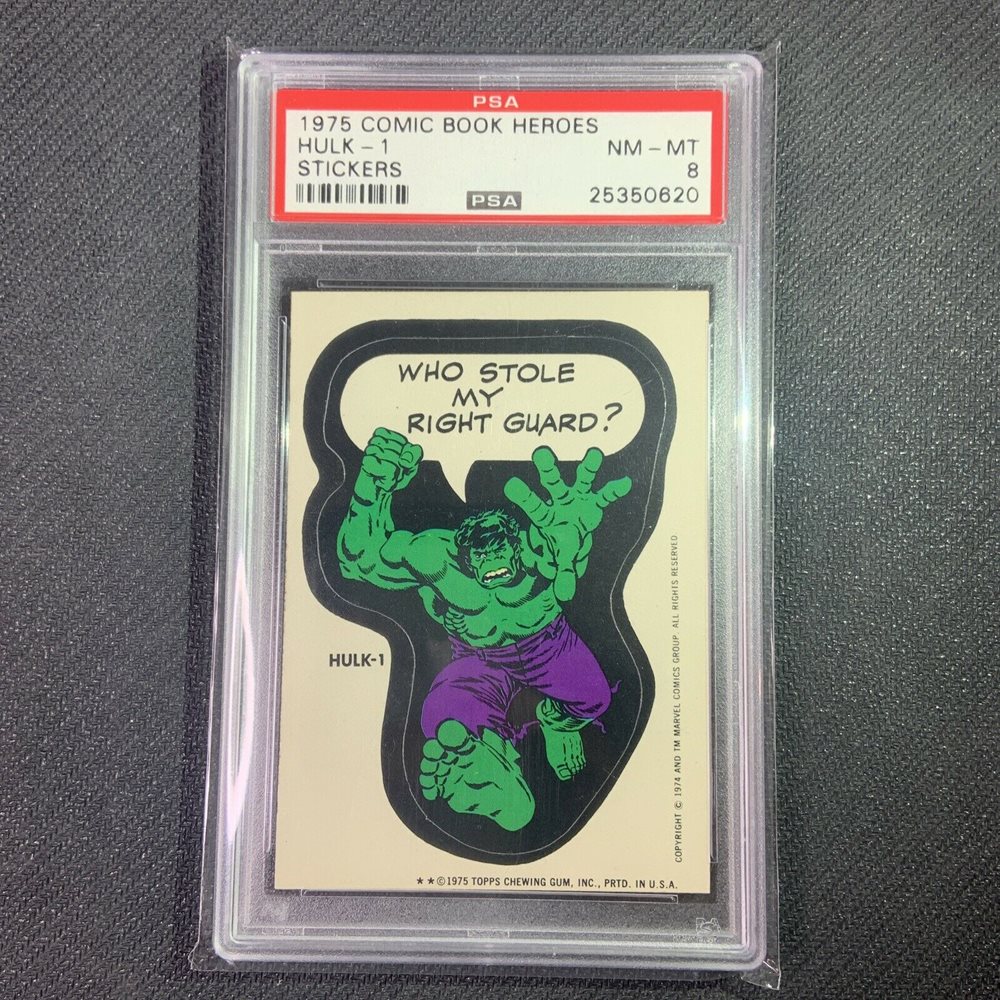 PSA
1975 COMIC BOOK HEROES
HULK - 1
NM - MT
STICKERS
8
PSA
25350620
WHO STOLE
MY
RIGHT GUARD?
HULK-1
COPYRIGHT © 1974 AND TM MARVEL COMICS GROUP. ALL RIGHTS RESERVED
★★©1975 TOPPS CHEWING GUM, INC., PRTD. IN U.S.A.